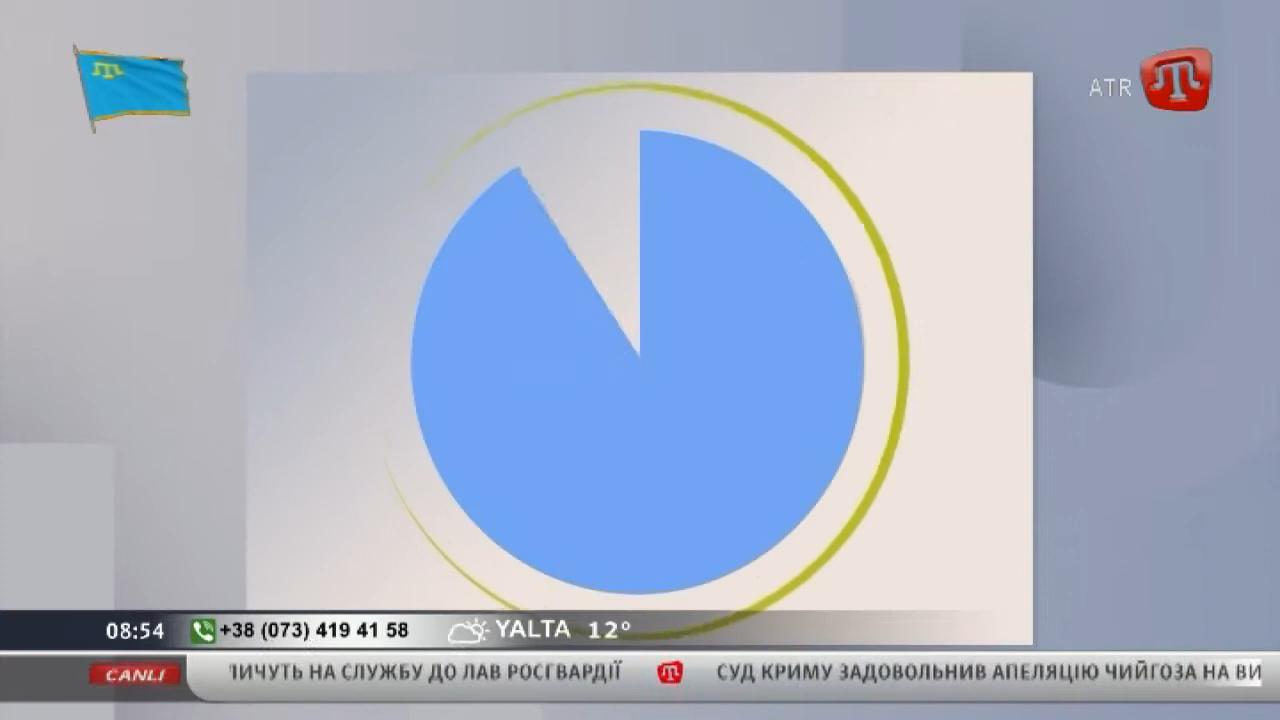 ATR
08:54 +38 (073) 419 41 58 YALTA 12°
CANLI ЧУТЬ НА СЛУЖБУ ДО ЛАВ РОСГВАРДІЇ СУД КРИМУ ЗАДОВОЛЬНИВ АПЕЛЯЦІЮ ЧИЙГОЗА НА ВИ